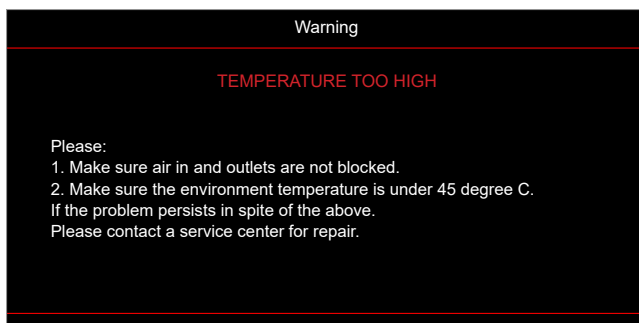 Warning
TEMPERATURE TOO HIGH
Please:
1. Make sure air in and outlets are not blocked.
2. Make sure the environment temperature is under 45 degree C.
If the problem persists in spite of the above.
Please contact a service center for repair.